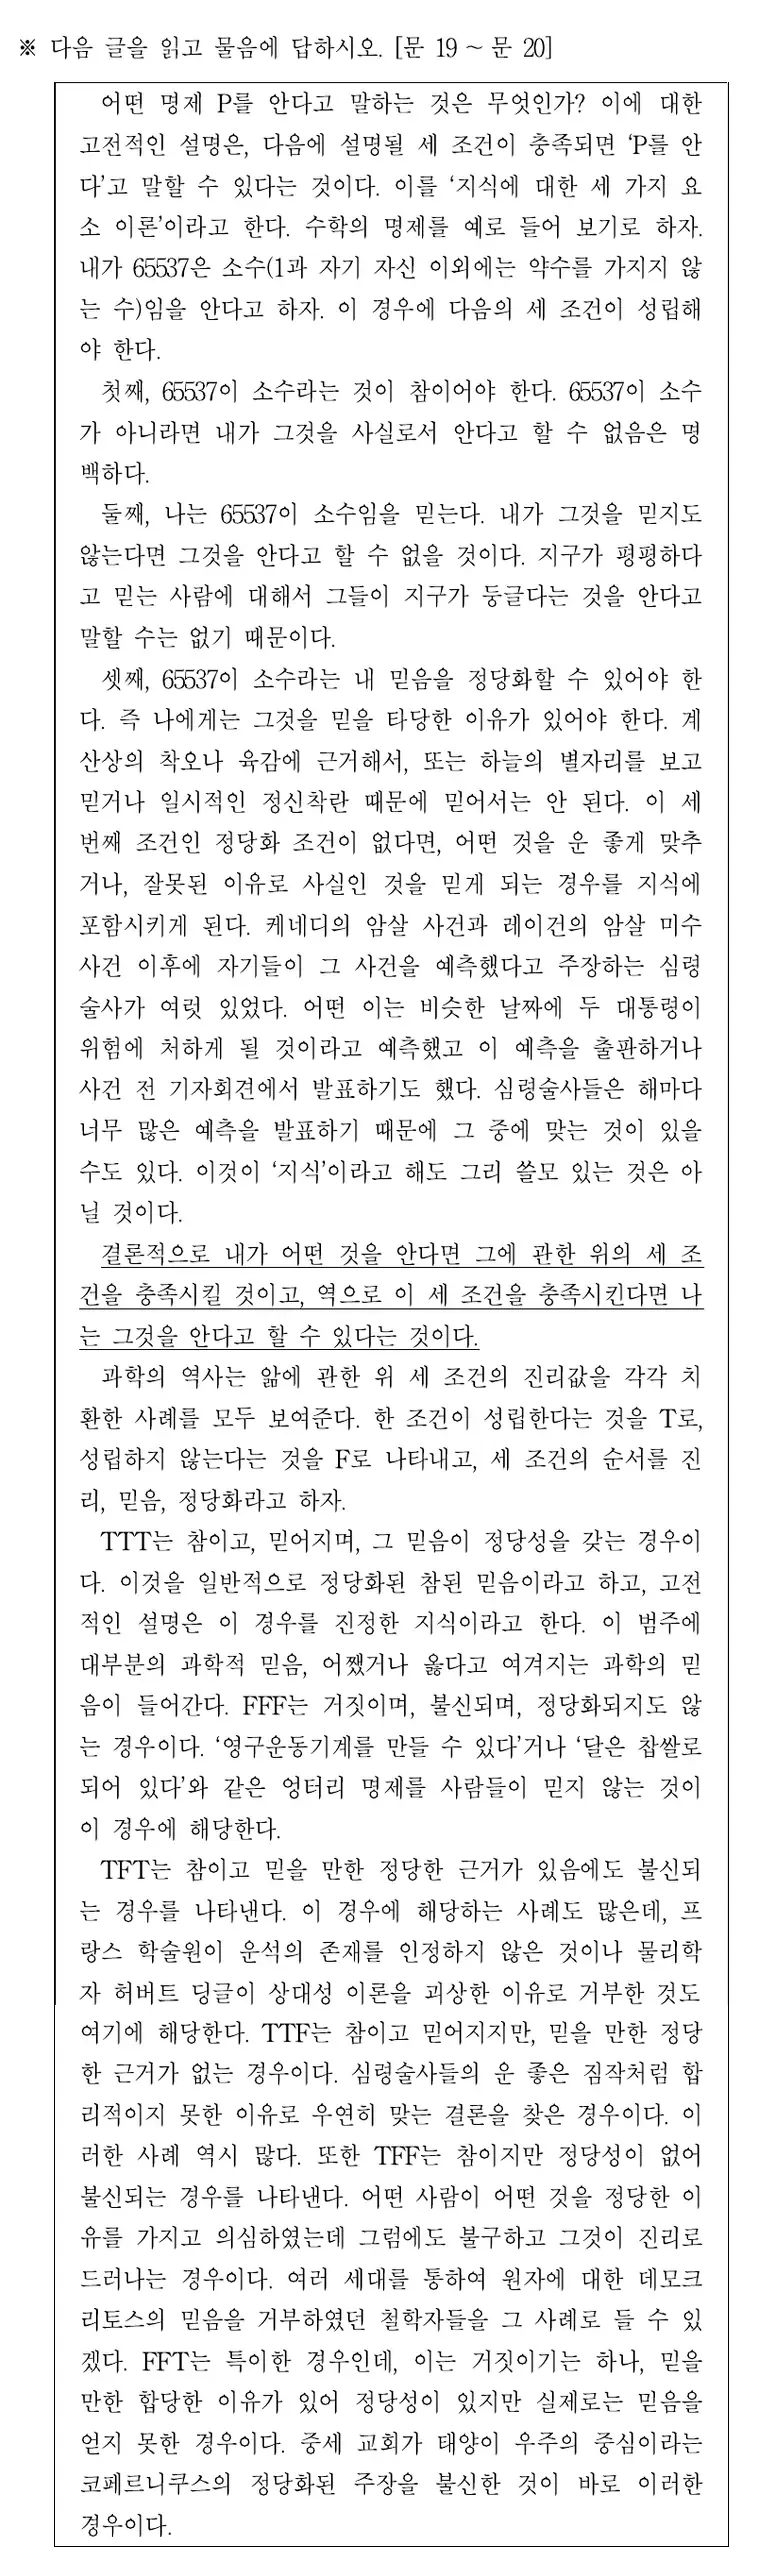 ※ 다음 글을 읽고 물음에 답하시오. [문 19 ~ 문 20]
어떤 명제 P를 안다고 말하는 것은 무엇인가? 이에 대한
고전적인 설명은, 다음에 설명될 세 조건이 충족되면 ‘P를 안
다’고 말할 수 있다는 것이다. 이를 ‘지식에 대한 세 가지 요
소 이론’이라고 한다. 수학의 명제를 예로 들어 보기로 하자.
내가 65537은 소수(1과 자기 자신 이외에는 약수를 가지지 않
는 수)임을 안다고 하자. 이 경우에 다음의 세 조건이 성립해
야 한다.
첫째, 65537이 소수라는 것이 참이어야 한다. 65537이 소수
가 아니라면 내가 그것을 사실로서 안다고 할 수 없음은 명
백하다.
둘째, 나는 65537이 소수임을 믿는다. 내가 그것을 믿지도
않는다면 그것을 안다고 할 수 없을 것이다. 지구가 평평하다
고 믿는 사람에 대해서 그들이 지구가 둥글다는 것을 안다고
말할 수는 없기 때문이다.
셋째, 65537이 소수라는 내 믿음을 정당화할 수 있어야 한
다. 즉 나에게는 그것을 믿을 타당한 이유가 있어야 한다. 계
산상의 착오나 육감에 근거해서, 또는 하늘의 별자리를 보고
믿거나 일시적인 정신착란 때문에 믿어서는 안 된다. 이 세
번째 조건인 정당화 조건이 없다면, 어떤 것을 운 좋게 맞추
거나, 잘못된 이유로 사실인 것을 믿게 되는 경우를 지식에
포함시키게 된다. 케네디의 암살 사건과 레이건의 암살 미수
사건 이후에 자기들이 그 사건을 예측했다고 주장하는 심령
술사가 여럿 있었다. 어떤 이는 비슷한 날짜에 두 대통령이
위험에 처하게 될 것이라고 예측했고 이 예측을 출판하거나
사건 전 기자회견에서 발표하기도 했다. 심령술사들은 해마다
너무 많은 예측을 발표하기 때문에 그 중에 맞는 것이 있을
수도 있다. 이것이 ‘지식’이라고 해도 그리 쓸모 있는 것은 아
닐 것이다.
결론적으로 내가 어떤 것을 안다면 그에 관한 위의 세 조
건을 충족시킬 것이고, 역으로 이 세 조건을 충족시킨다면 나
는 그것을 안다고 할 수 있다는 것이다.
과학의 역사는 앎에 관한 위 세 조건의 진리값을 각각 치
환한 사례를 모두 보여준다. 한 조건이 성립한다는 것을 T로,
성립하지 않는다는 것을 F로 나타내고, 세 조건의 순서를 진
리, 믿음, 정당화라고 하자.
TTT는 참이고, 믿어지며, 그 믿음이 정당성을 갖는 경우이
다. 이것을 일반적으로 정당화된 참된 믿음이라고 하고, 고전
적인 설명은 이 경우를 진정한 지식이라고 한다. 이 범주에
대부분의 과학적 믿음, 어쨌거나 옳다고 여겨지는 과학의 믿
음이 들어간다. FFF는 거짓이며, 불신되며, 정당화되지도 않
는 경우이다. ‘영구운동기계를 만들 수 있다’거나 ‘달은 찹쌀로
되어 있다’와 같은 엉터리 명제를 사람들이 믿지 않는 것이
이 경우에 해당한다.
TFT는 참이고 믿을 만한 정당한 근거가 있음에도 불신되
는 경우를 나타낸다. 이 경우에 해당하는 사례도 많은데, 프
랑스 학술원이 운석의 존재를 인정하지 않은 것이나 물리학
자 허버트 딩글이 상대성 이론을 괴상한 이유로 거부한 것도
여기에 해당한다. TTF는 참이고 믿어지지만, 믿을 만한 정당
한 근거가 없는 경우이다. 심령술사들의 운 좋은 짐작처럼 합
리적이지 못한 이유로 우연히 맞는 결론을 찾은 경우이다. 이
러한 사례 역시 많다. 또한 TFF는 참이지만 정당성이 없어
불신되는 경우를 나타낸다. 어떤 사람이 어떤 것을 정당한 이
유를 가지고 의심하였는데 그럼에도 불구하고 그것이 진리로
드러나는 경우이다. 여러 세대를 통하여 원자에 대한 데모크
리토스의 믿음을 거부하였던 철학자들을 그 사례로 들 수 있
겠다. FFT는 특이한 경우인데, 이는 거짓이기는 하나, 믿을
만한 합당한 이유가 있어 정당성이 있지만 실제로는 믿음을
얻지 못한 경우이다. 중세 교회가 태양이 우주의 중심이라는
코페르니쿠스의 정당화된 주장을 불신한 것이 바로 이러한
경우이다.